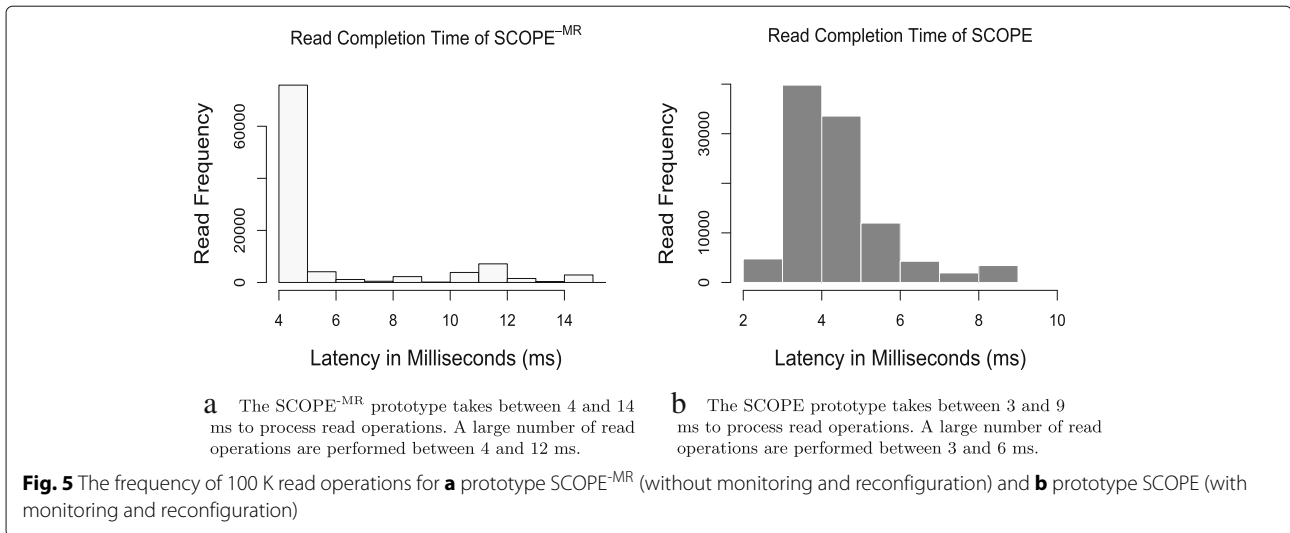 Read Completion Time of SCOPE⁻ᴹᴿ
Read Frequency
60000
20000
0
4 6 8 10 12 14
Latency in Milliseconds (ms)
a The SCOPE⁻ᴹᴿ prototype takes between 4 and 14
ms to process read operations. A large number of read
operations are performed between 4 and 12 ms.
Read Completion Time of SCOPE
Read Frequency
30000
10000
0
2 4 6 8 10
Latency in Milliseconds (ms)
b The SCOPE prototype takes between 3 and 9
ms to process read operations. A large number of read
operations are performed between 3 and 6 ms.
Fig. 5 The frequency of 100 K read operations for a prototype SCOPE⁻ᴹᴿ (without monitoring and reconfiguration) and b prototype SCOPE (with
monitoring and reconfiguration)